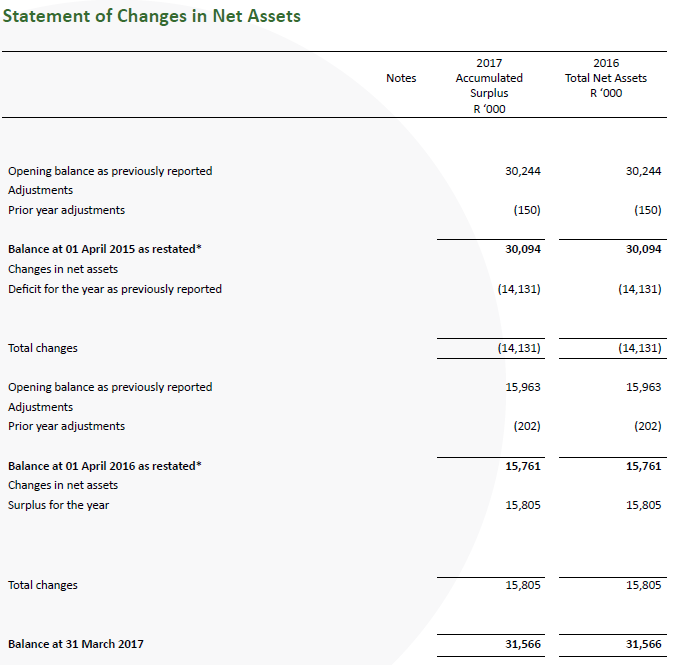 Statement of Changes in Net Assets
2017 2016
Notes Accumulated Total Net Assets
Surplus R ‘000
R ‘000
Opening balance as previously reported 30,244 30,244
Adjustments
Prior year adjustments (150) (150)
Balance at 01 April 2015 as restated* 30,094 30,094
Changes in net assets
Deficit for the year as previously reported (14,131) (14,131)
Total changes (14,131) (14,131)
Opening balance as previously reported 15,963 15,963
Adjustments
Prior year adjustments (202) (202)
Balance at 01 April 2016 as restated* 15,761 15,761
Changes in net assets
Surplus for the year 15,805 15,805
Total changes 15,805 15,805
Balance at 31 March 2017 31,566 31,566